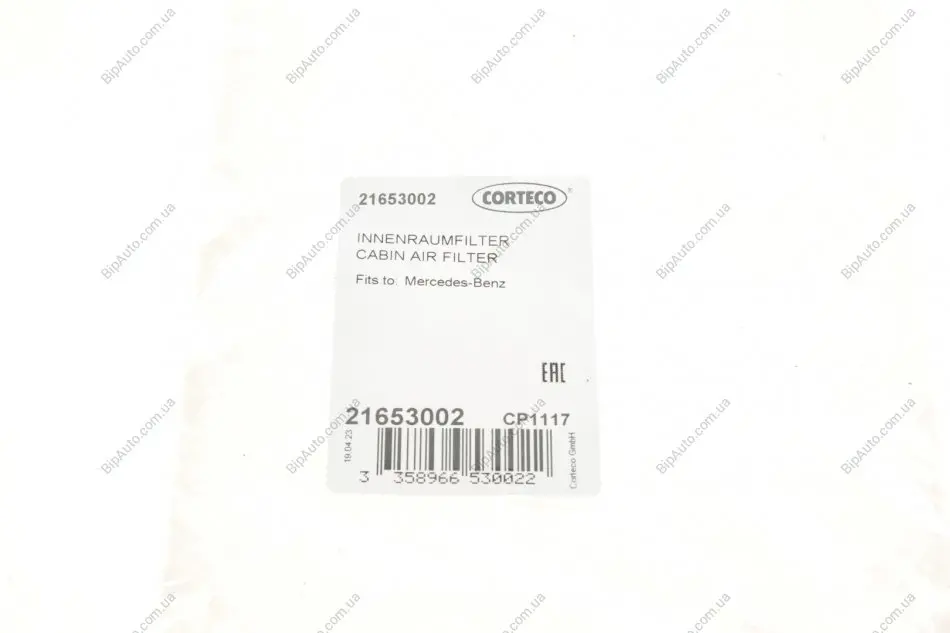 21653002 CORTECO
INNENRAUMFILTER
CABIN AIR FILTER
Fits to: Mercedes-Benz
EAC
21653002 CP1117
19.04.23
3 358966 530022
Corteco GmbH
BipAuto.com.ua